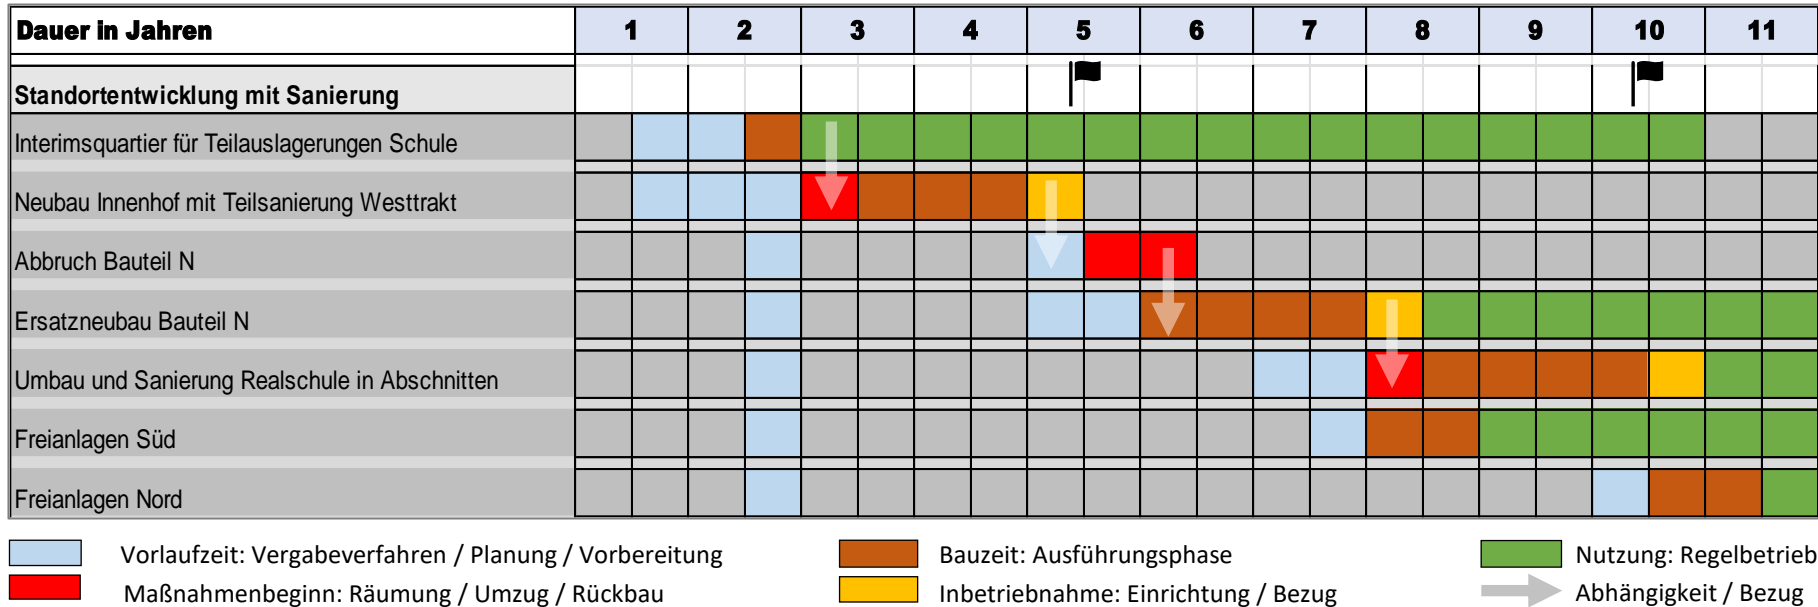 Dauer in Jahren 1 2 3 4 5 6 7 8 9 10 11
Standortentwicklung mit Sanierung
Interimsquartier für Teilauslagerungen Schule
Neubau Innenhof mit Teilsanierung Westtrakt
Abbruch Bauteil N
Ersatzneubau Bauteil N
Umbau und Sanierung Realschule in Abschnitten
Freianlagen Süd
Freianlagen Nord
Vorlaufzeit: Vergabeverfahren / Planung / Vorbereitung Bauzeit: Ausführungsphase Nutzung: Regelbetrieb
Maßnahmenbeginn: Räumung / Umzug / Rückbau Inbetriebnahme: Einrichtung / Bezug Abhängigkeit / Bezug